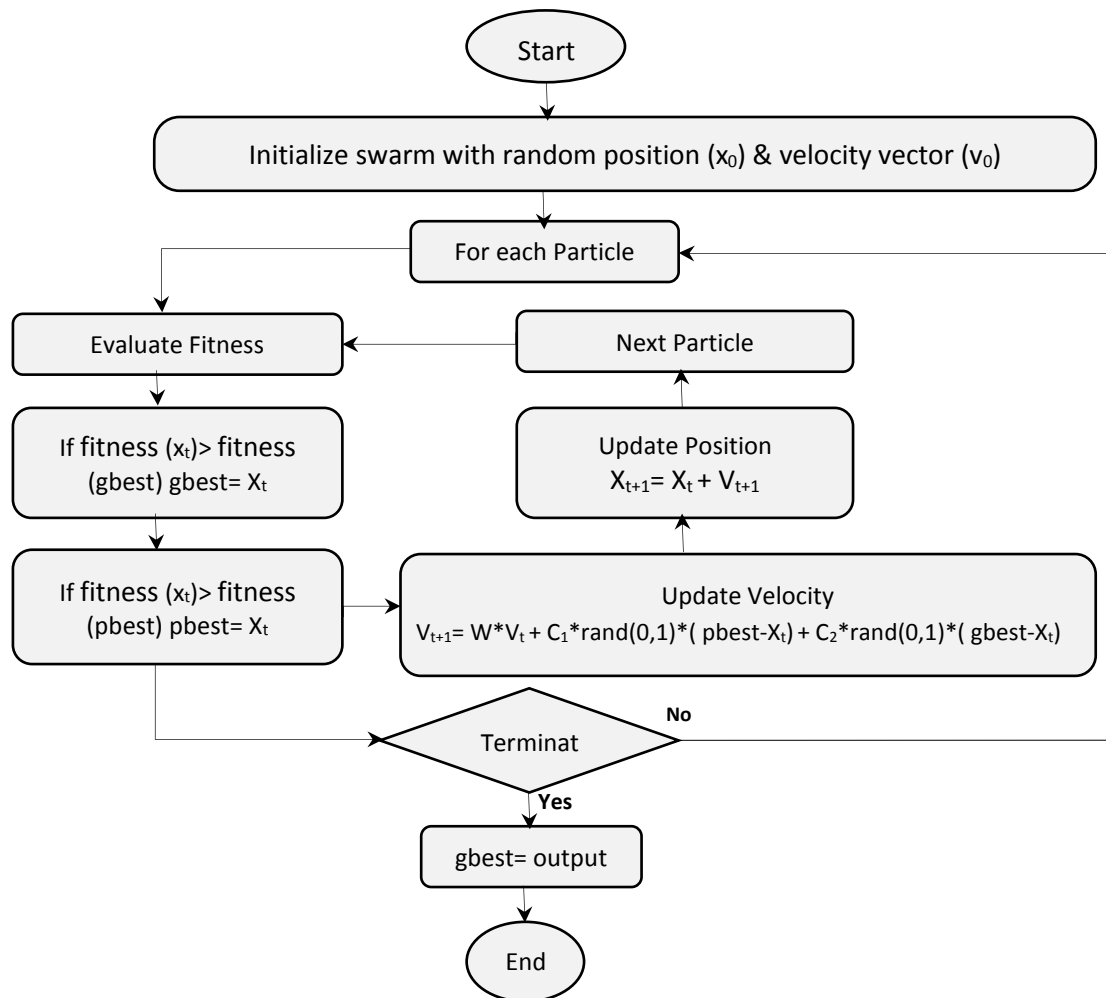 Start
Initialize swarm with random position (x₀) & velocity vector (v₀)
For each Particle
Evaluate Fitness
Next Particle
If fitness (xₜ)> fitness
(gbest) gbest= Xₜ
Update Position
Xₜ₊₁= Xₜ + Vₜ₊₁
If fitness (xₜ)> fitness
(pbest) pbest= Xₜ
Update Velocity
Vₜ₊₁= W*Vₜ + C₁*rand(0,1)*( pbest-Xₜ) + C₂*rand(0,1)*( gbest-Xₜ)
No
Terminat
Yes
gbest= output
End